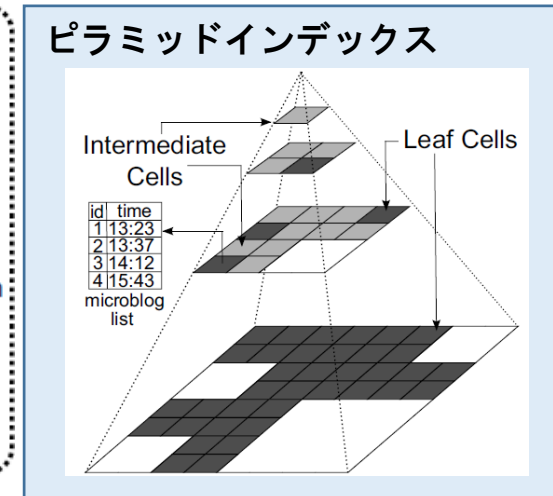 ピラミッドインデックス
Intermediate
Cells
Leaf Cells
id time
1 13:23
2 13:37
3 14:12
4 15:43
microblog
list